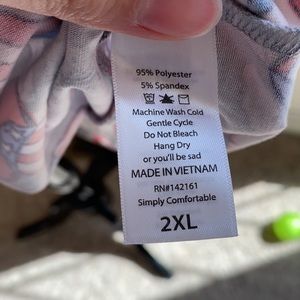 95% Polyester
5% Spandex
Machine Wash Cold
Gentle Cycle
Do Not Bleach
Hang Dry
or you'll be sad
MADE IN VIETNAM
RN#142161
Simply Comfortable
2XL